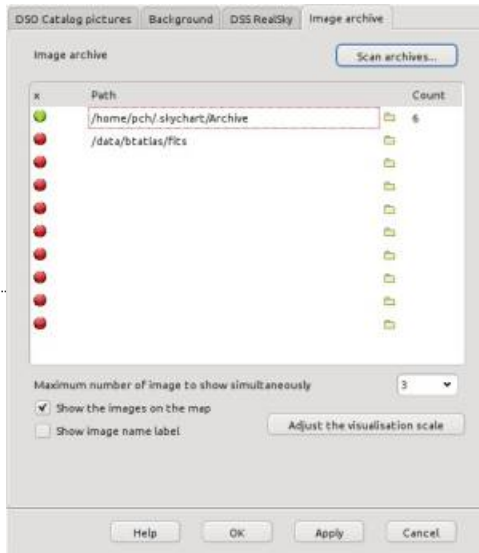 DSO Catalog pictures Background DSS RealSky Image archive
Image archive Scan archives...
x Path Count
/home/pch/.skychart/Archive 6
/data/btatlas/fits
Maximum number of image to show simultaneously 3
Show the images on the map
Show image name label Adjust the visualisation scale
Help OK Apply Cancel